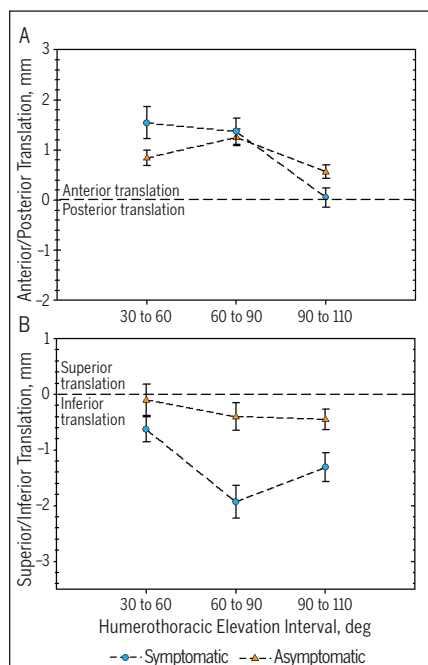 A
Anterior/Posterior Translation, mm
3
2
1
0
−1
−2
Anterior translation
Posterior translation
30 to 60
60 to 90
90 to 110
B
Superior/Inferior Translation, mm
1
0
−1
−2
−3
Superior
translation
Inferior
translation
30 to 60
60 to 90
90 to 110
Humerothoracic Elevation Interval, deg
Symptomatic
Asymptomatic